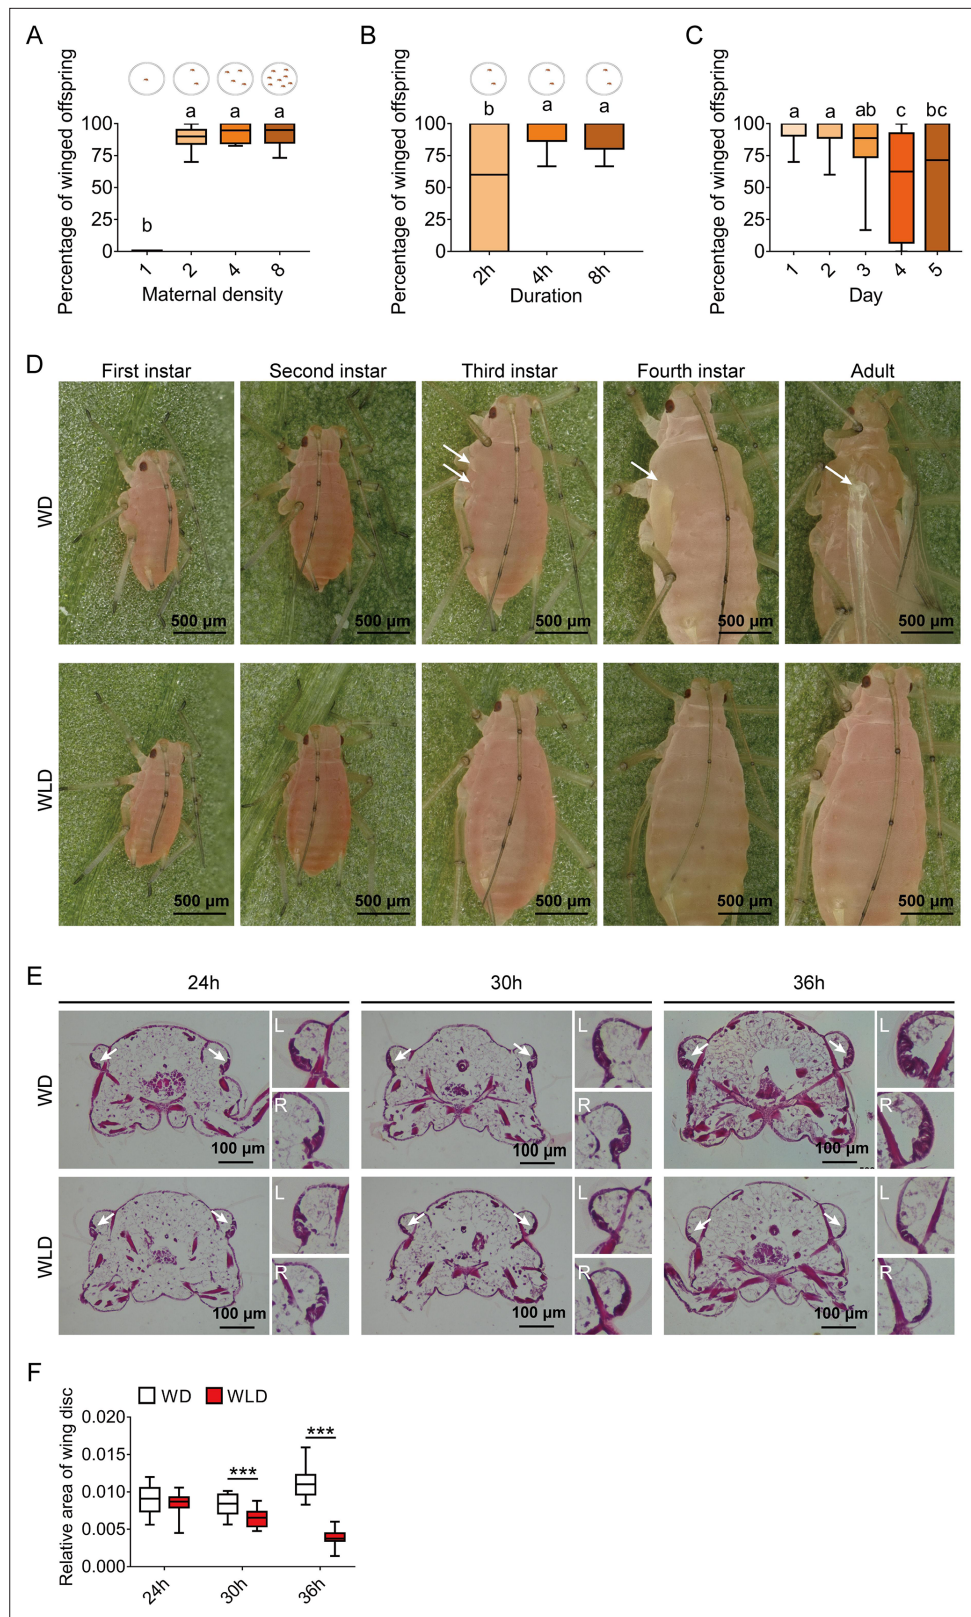 A
B
C
Percentage of winged offspring
a a a
b
100
75
50
25
0
1 2 4 8
Maternal density
Percentage of winged offspring
b a a
100
75
50
25
0
2h 4h 8h
Duration
Percentage of winged offspring
a a ab c bc
100
75
50
25
0
1 2 3 4 5
Day
D
First instar Second instar Third instar Fourth instar Adult
WD
500 µm 500 µm 500 µm 500 µm 500 µm
WLD
500 µm 500 µm 500 µm 500 µm 500 µm
E
24h 30h 36h
WD
L L L
R R R
100 µm 100 µm 100 µm
WLD
L L L
R R R
100 µm 100 µm 100 µm
F
WD WLD
Relative area of wing disc
0.020
0.015
0.010
0.005
0.000
*** ***
24h 30h 36h